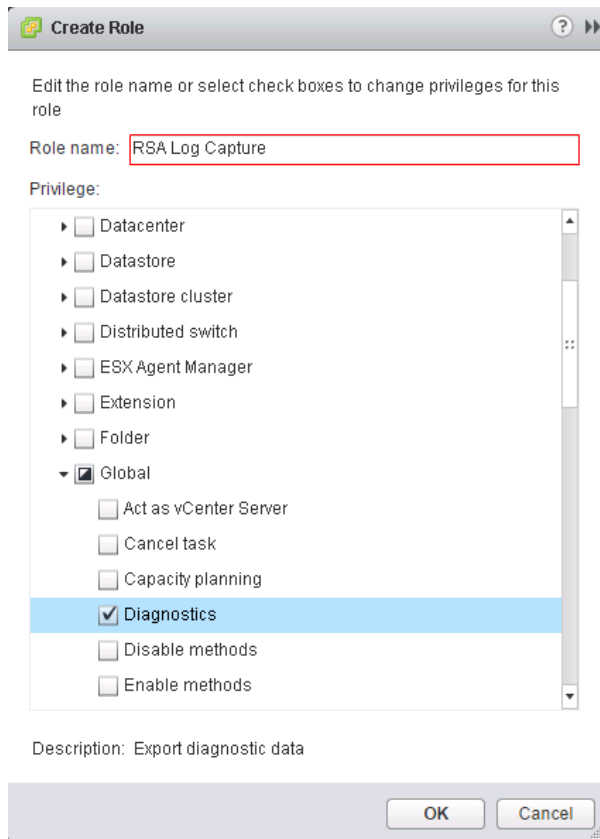 Create Role
?
Edit the role name or select check boxes to change privileges for this
role
Role name: RSA Log Capture
Privilege:
Datacenter
Datastore
Datastore cluster
Distributed switch
ESX Agent Manager
Extension
Folder
Global
Act as vCenter Server
Cancel task
Capacity planning
Diagnostics
Disable methods
Enable methods
Description: Export diagnostic data
OK Cancel